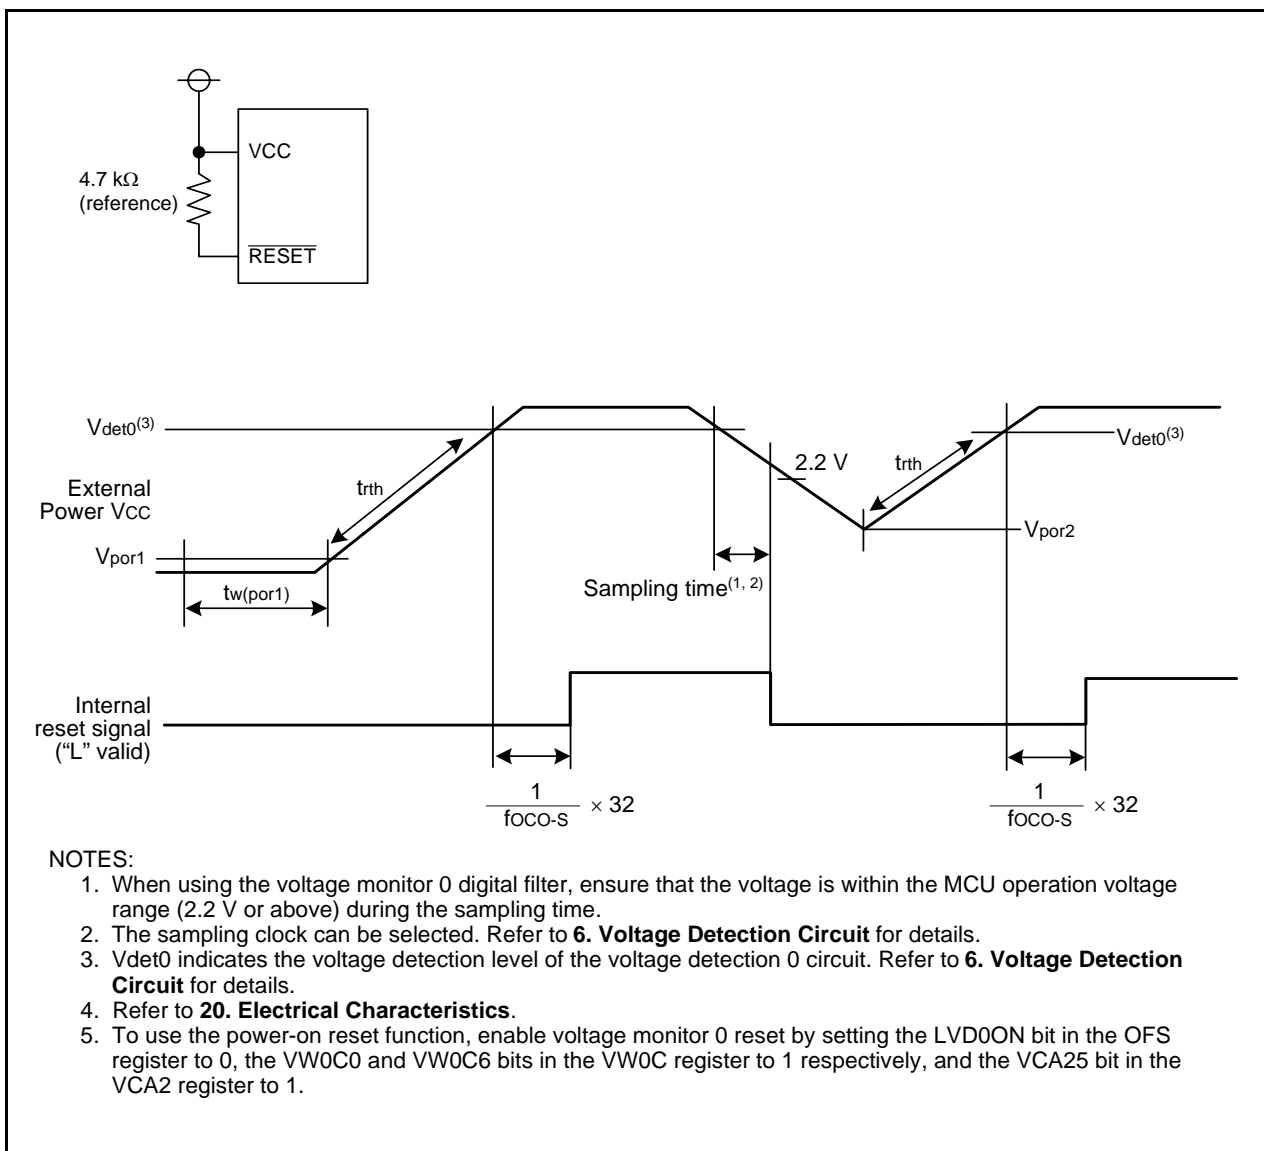 VCC
4.7 kΩ
(reference)
RESET
Vdet0(3)
2.2 V
trth
Vdet0(3)
trth
External
Power VCC
Vpor1
Vpor2
Sampling time(1, 2)
tw(por1)
Internal
reset signal
(“L” valid)
1
fOCO-S
× 32
1
fOCO-S
× 32
NOTES:
1. When using the voltage monitor 0 digital filter, ensure that the voltage is within the MCU operation voltage
range (2.2 V or above) during the sampling time.
2. The sampling clock can be selected. Refer to 6. Voltage Detection Circuit for details.
3. Vdet0 indicates the voltage detection level of the voltage detection 0 circuit. Refer to 6. Voltage Detection
Circuit for details.
4. Refer to 20. Electrical Characteristics.
5. To use the power-on reset function, enable voltage monitor 0 reset by setting the LVD0ON bit in the OFS
register to 0, the VW0C0 and VW0C6 bits in the VW0C register to 1 respectively, and the VCA25 bit in the
VCA2 register to 1.